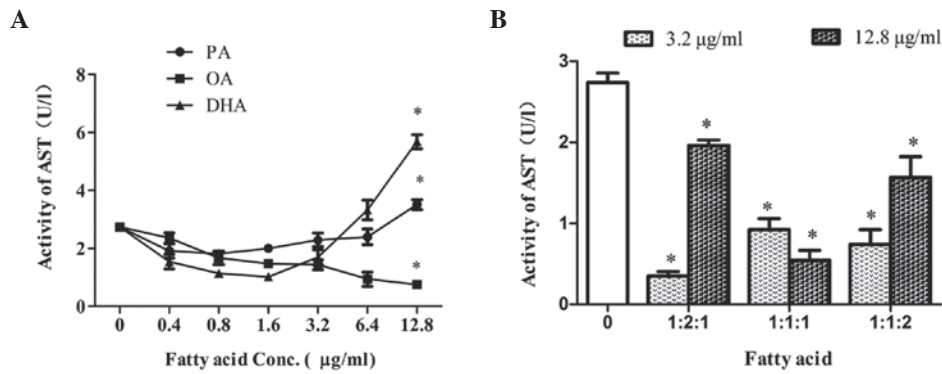 A
PA
OA
DHA
Activity of AST (U/l)
8
6
4
2
0
*
*
*
0 0.4 0.8 1.6 3.2 6.4 12.8
Fatty acid Conc. ( μg/ml)
B
3.2 μg/ml 12.8 μg/ml
Activity of AST (U/l)
3
2
1
0
* * * * * *
0 1:2:1 1:1:1 1:1:2
Fatty acid